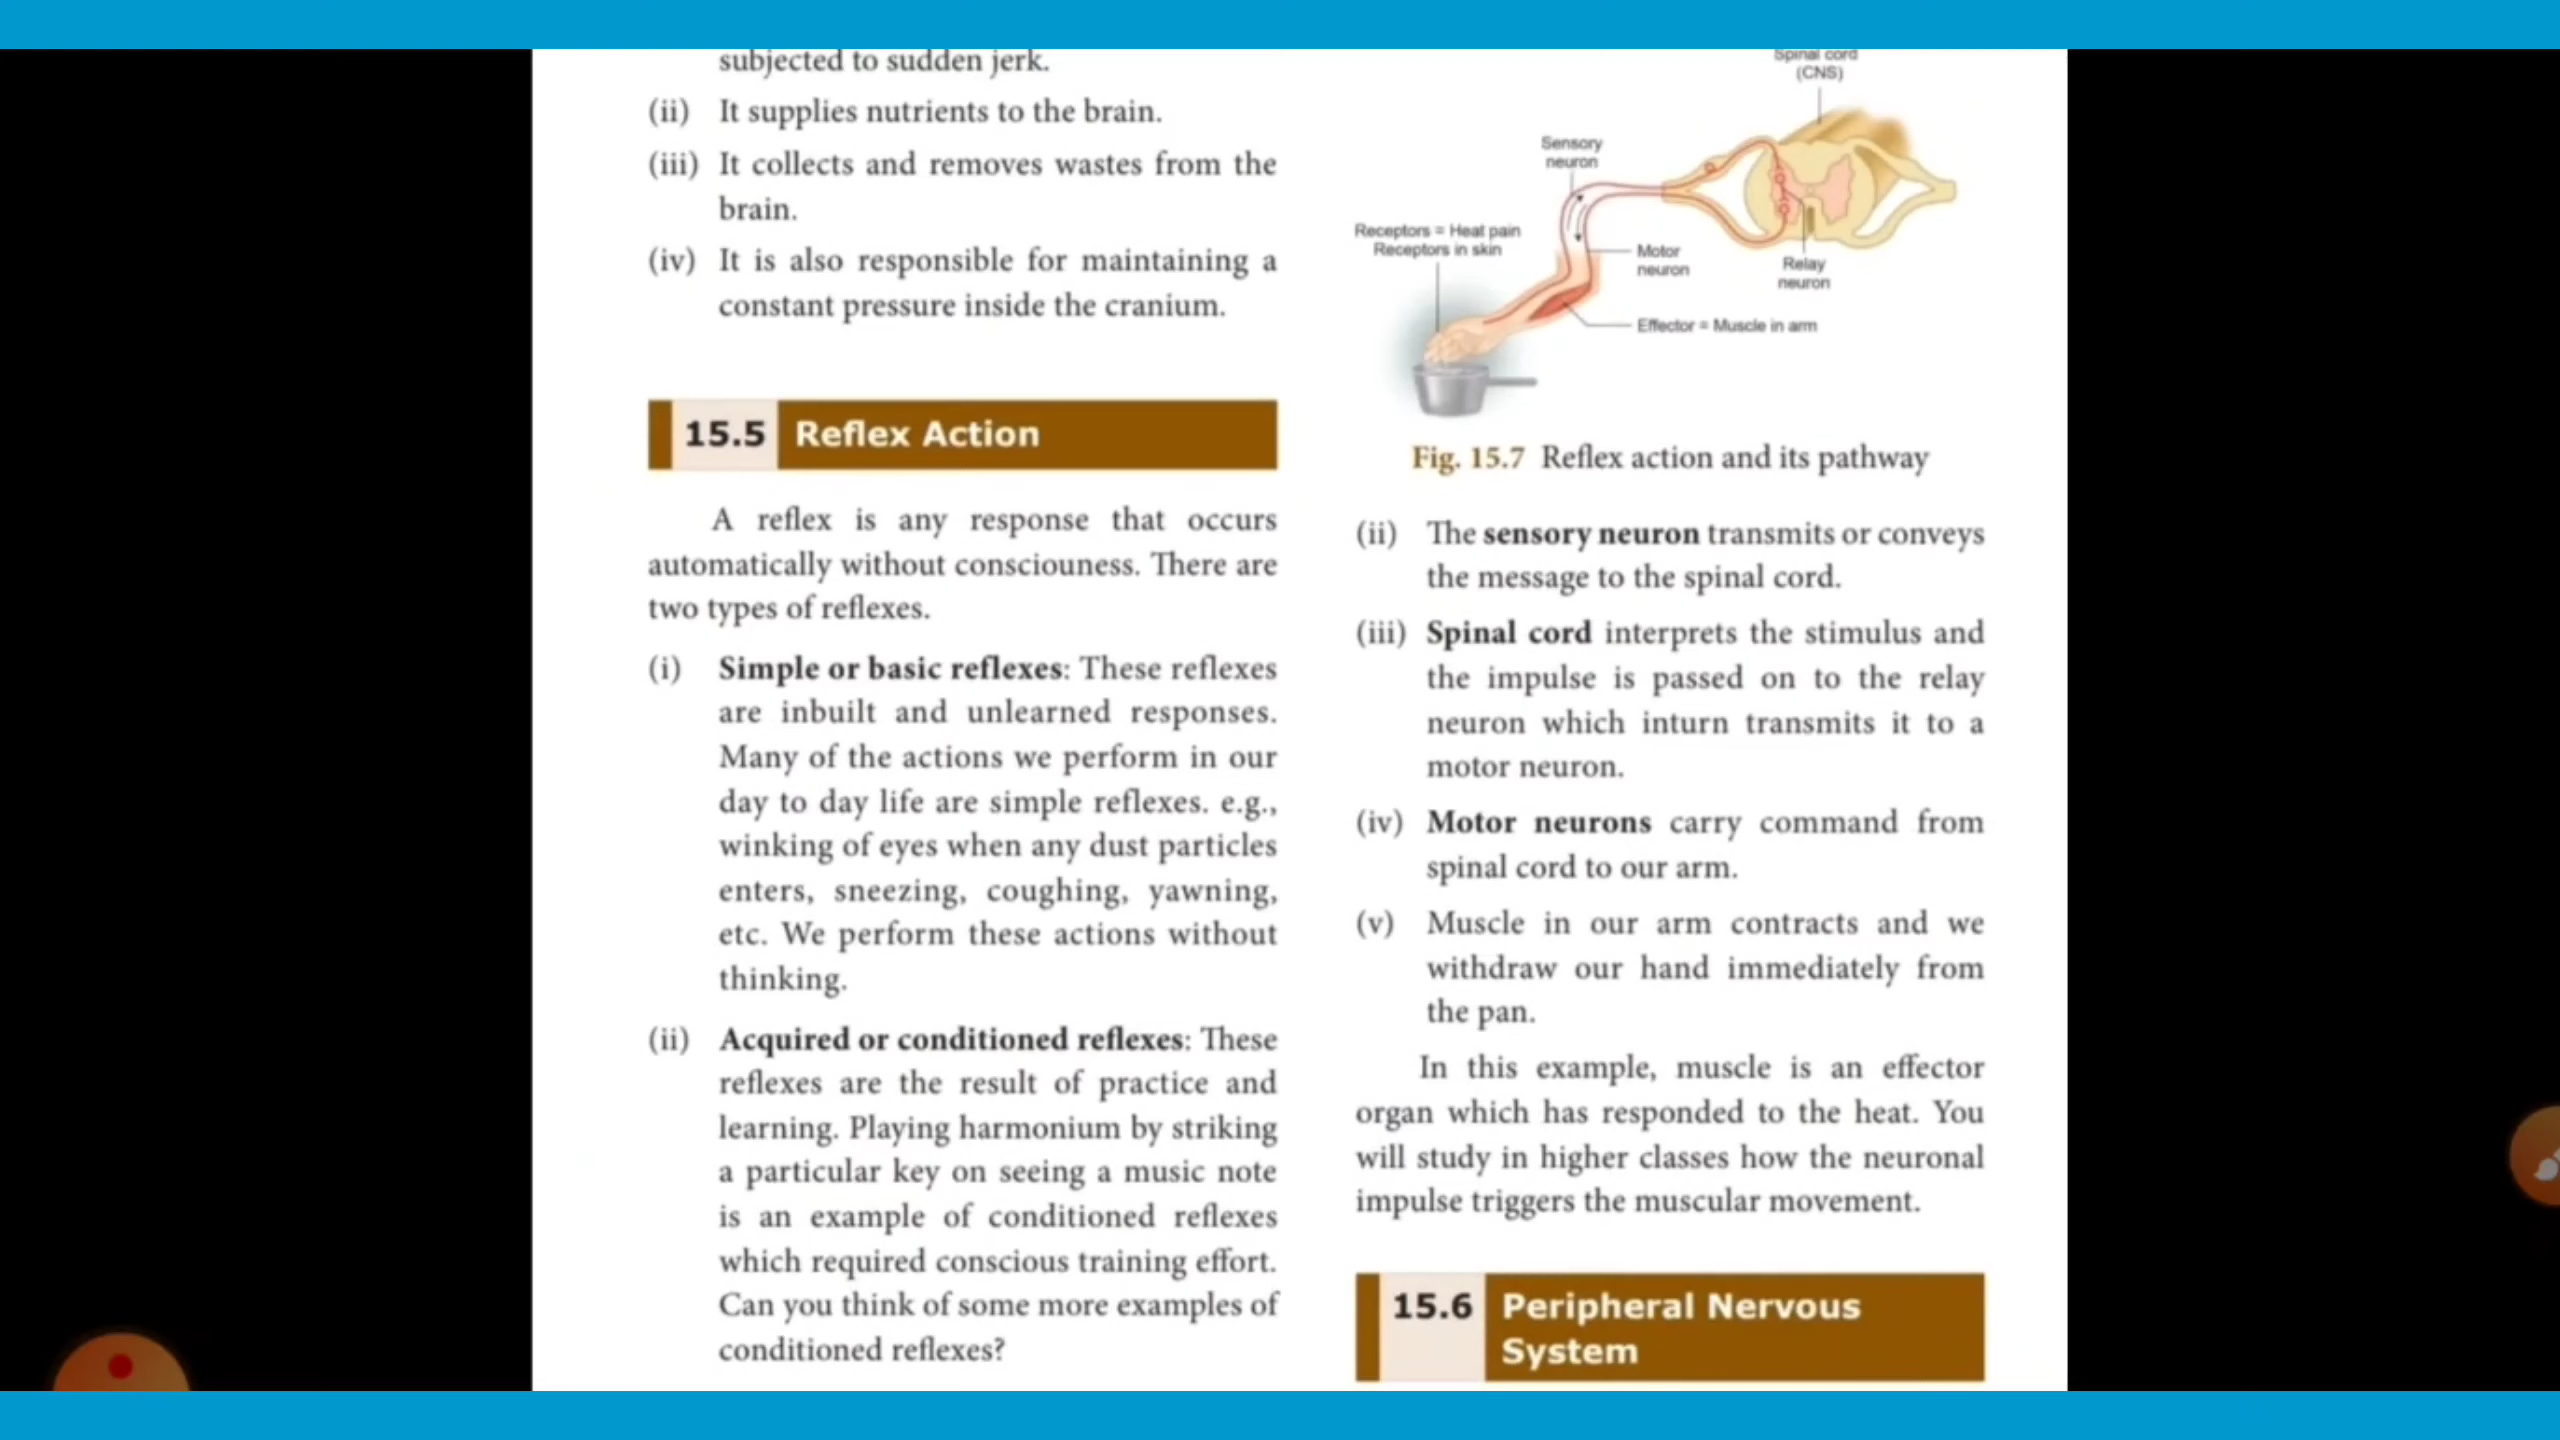 subjected to sudden jerk.
(ii) It supplies nutrients to the brain.
(iii) It collects and removes wastes from the
brain.
(iv) It is also responsible for maintaining a
constant pressure inside the cranium.
15.5 Reflex Action
A reflex is any response that occurs
automatically without consciouness. There are
two types of reflexes.
(i) Simple or basic reflexes: These reflexes
are inbuilt and unlearned responses.
Many of the actions we perform in our
day to day life are simple reflexes. e.g.,
winking of eyes when any dust particles
enters, sneezing, coughing, yawning,
etc. We perform these actions without
thinking.
(ii) Acquired or conditioned reflexes: These
reflexes are the result of practice and
learning. Playing harmonium by striking
a particular key on seeing a music note
is an example of conditioned reflexes
which required conscious training effort.
Can you think of some more examples of
conditioned reflexes?
Spinal cord
(CNS)
Sensory
neuron
Receptors = Heat pain
Receptors in skin
Motor
neuron
Relay
neuron
Effector = Muscle in arm
Fig. 15.7 Reflex action and its pathway
(ii) The sensory neuron transmits or conveys
the message to the spinal cord.
(iii) Spinal cord interprets the stimulus and
the impulse is passed on to the relay
neuron which inturn transmits it to a
motor neuron.
(iv) Motor neurons carry command from
spinal cord to our arm.
(v) Muscle in our arm contracts and we
withdraw our hand immediately from
the pan.
In this example, muscle is an effector
organ which has responded to the heat. You
will study in higher classes how the neuronal
impulse triggers the muscular movement.
15.6 Peripheral Nervous
System